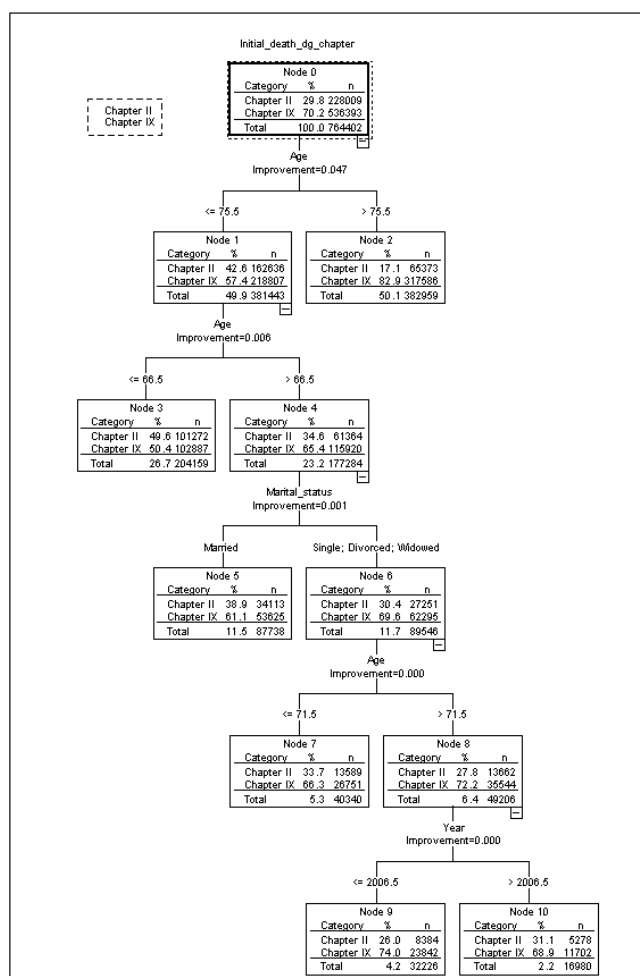 Initial_death_dg_chapter
Node 0
Category % n
Chapter II 29.8 228009
Chapter IX 70.2 536393
Total 100.0 764402
Chapter II
Chapter IX
Age
Improvement=0.047
<= 75.5 > 75.5
Node 1
Category % n
Chapter II 42.6 162636
Chapter IX 57.4 218807
Total 49.9 381443
Node 2
Category % n
Chapter II 17.1 65373
Chapter IX 82.9 317586
Total 50.1 382959
Age
Improvement=0.006
<= 66.5 > 66.5
Node 3
Category % n
Chapter II 49.6 101272
Chapter IX 50.4 102887
Total 26.7 204159
Node 4
Category % n
Chapter II 34.6 61364
Chapter IX 65.4 115920
Total 23.2 177284
Marital_status
Improvement=0.001
Married Single; Divorced; Widowed
Node 5
Category % n
Chapter II 38.9 34113
Chapter IX 61.1 53625
Total 11.5 87738
Node 6
Category % n
Chapter II 30.4 27251
Chapter IX 69.6 62295
Total 11.7 89546
Age
Improvement=0.000
<= 71.5 > 71.5
Node 7
Category % n
Chapter II 33.7 13589
Chapter IX 66.3 26751
Total 5.3 40340
Node 8
Category % n
Chapter II 27.8 13662
Chapter IX 72.2 35544
Total 6.4 49206
Year
Improvement=0.000
<= 2006.5 > 2006.5
Node 9
Category % n
Chapter II 26.0 8384
Chapter IX 74.0 23842
Total 4.2 32226
Node 10
Category % n
Chapter II 31.1 5278
Chapter IX 68.9 11702
Total 2.2 16980